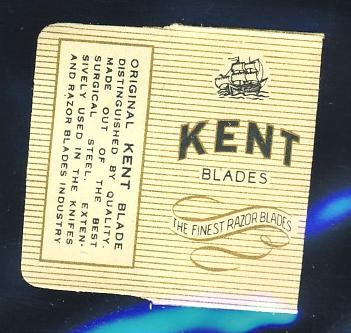 KENT
BLADES
THE FINEST RAZOR BLADES
ORIGINAL KENT BLADE
DISTINGUISHED BY QUALITY.
MADE OUT OF THE BEST
SURGICAL STEEL. EXTEN-
SIVELY USED IN THE KNIFES
AND RAZOR BLADES INDUSTRY